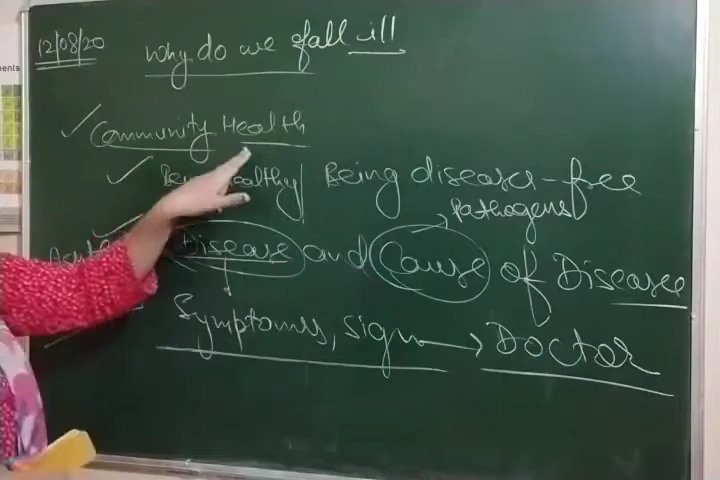 12/08/20
Why do we fall ill
Community Health
healthy | Being disease-free
Pathogens
Disease and Cause of Disease
Symptoms, sign → Doctor